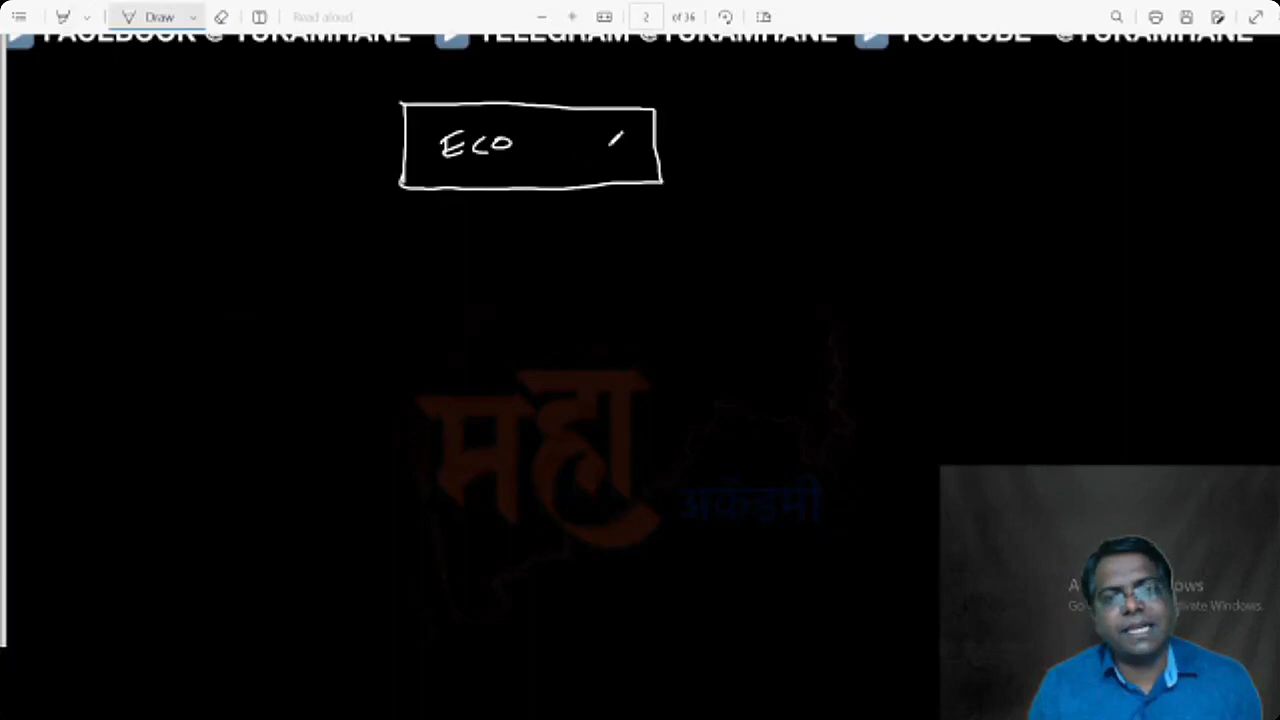 Draw
Read aloud
2 of 36
FACEBOOK @TUKAMHANE TELEGRAM @TUKAMHANE YOUTUBE @TUKAMHANE
ECO
महा
अकॅडमी